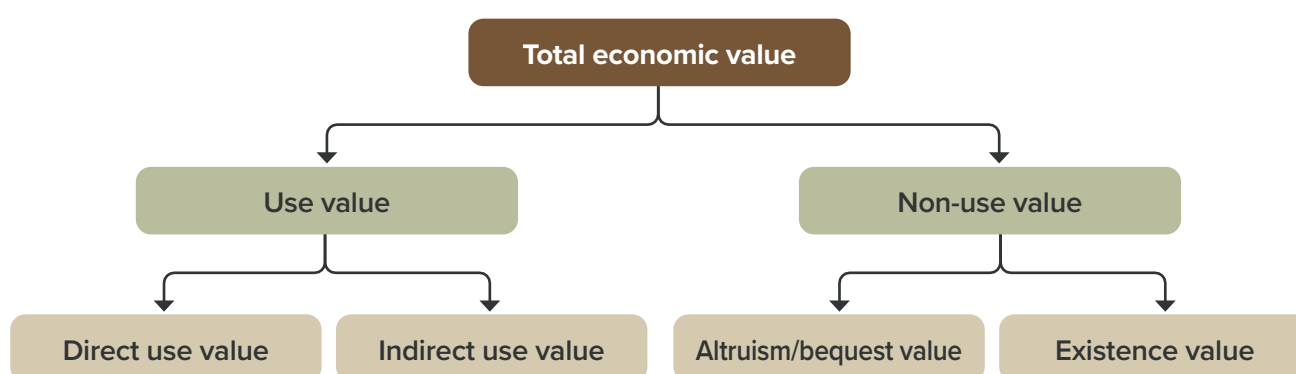 Total economic value
Use value
Non-use value
Direct use value
Indirect use value
Altruism/bequest value
Existence value